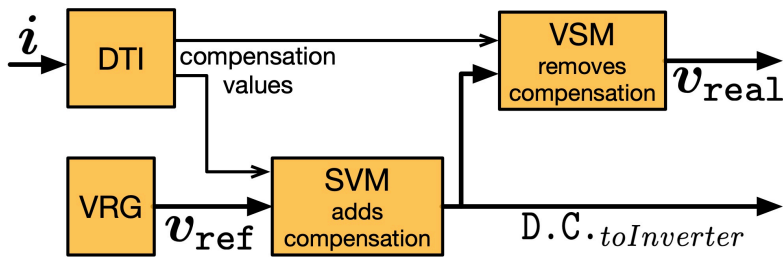 i
DTI
compensation
values
VSM
removes
compensation
v_real
VRG
v_ref
SVM
adds
compensation
D.C._toInverter